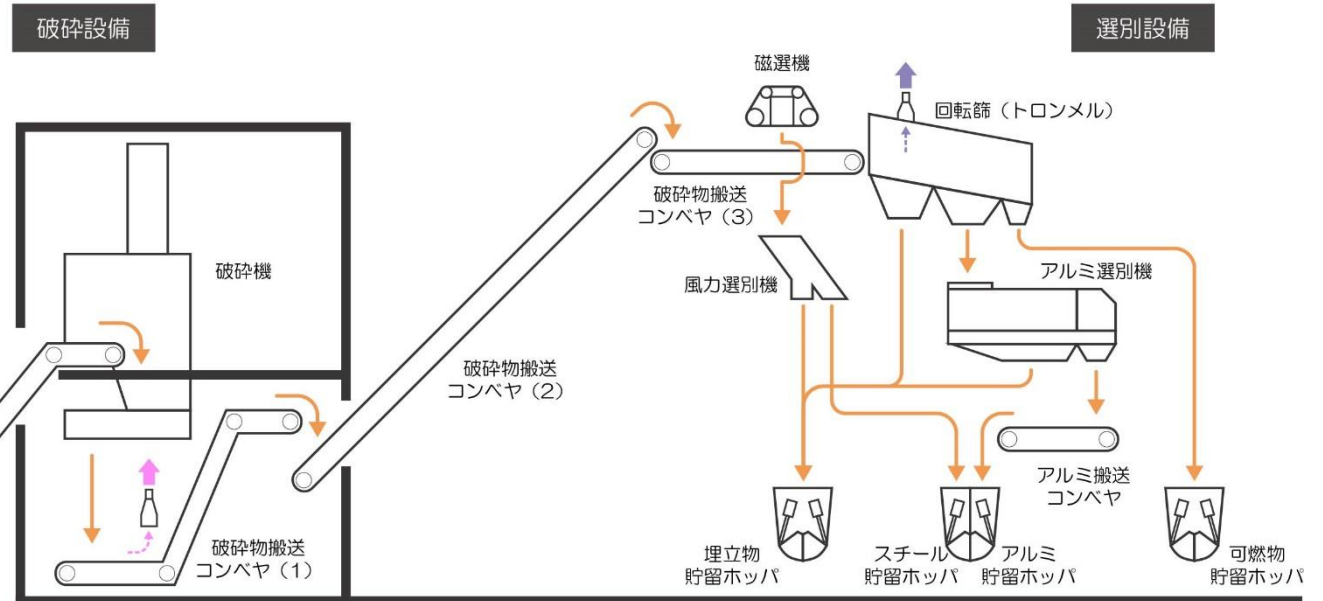 破砕設備
選別設備
磁選機
回転篩（トロンメル）
破砕物搬送
コンベヤ（3）
破砕機
風力選別機
アルミ選別機
破砕物搬送
コンベヤ（2）
アルミ搬送
コンベヤ
破砕物搬送
コンベヤ（1）
埋立物
貯留ホッパ
スチール
貯留ホッパ
アルミ
貯留ホッパ
可燃物
貯留ホッパ